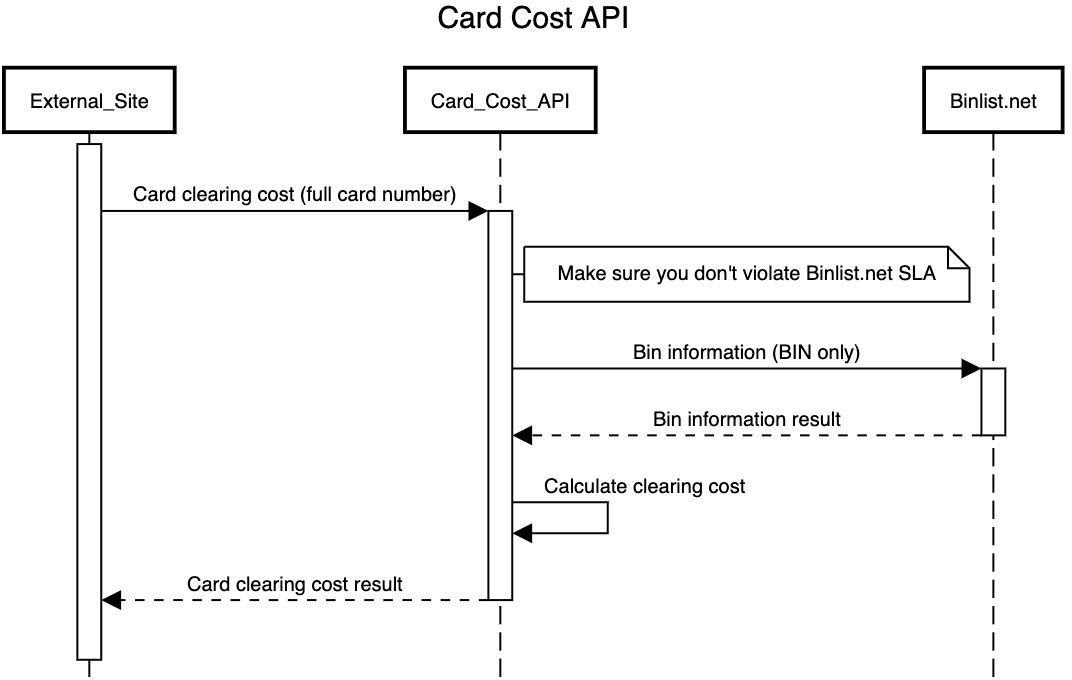 Card Cost API
External_Site
Card_Cost_API
Binlist.net
Card clearing cost (full card number)
Make sure you don't violate Binlist.net SLA
Bin information (BIN only)
Bin information result
Calculate clearing cost
Card clearing cost result